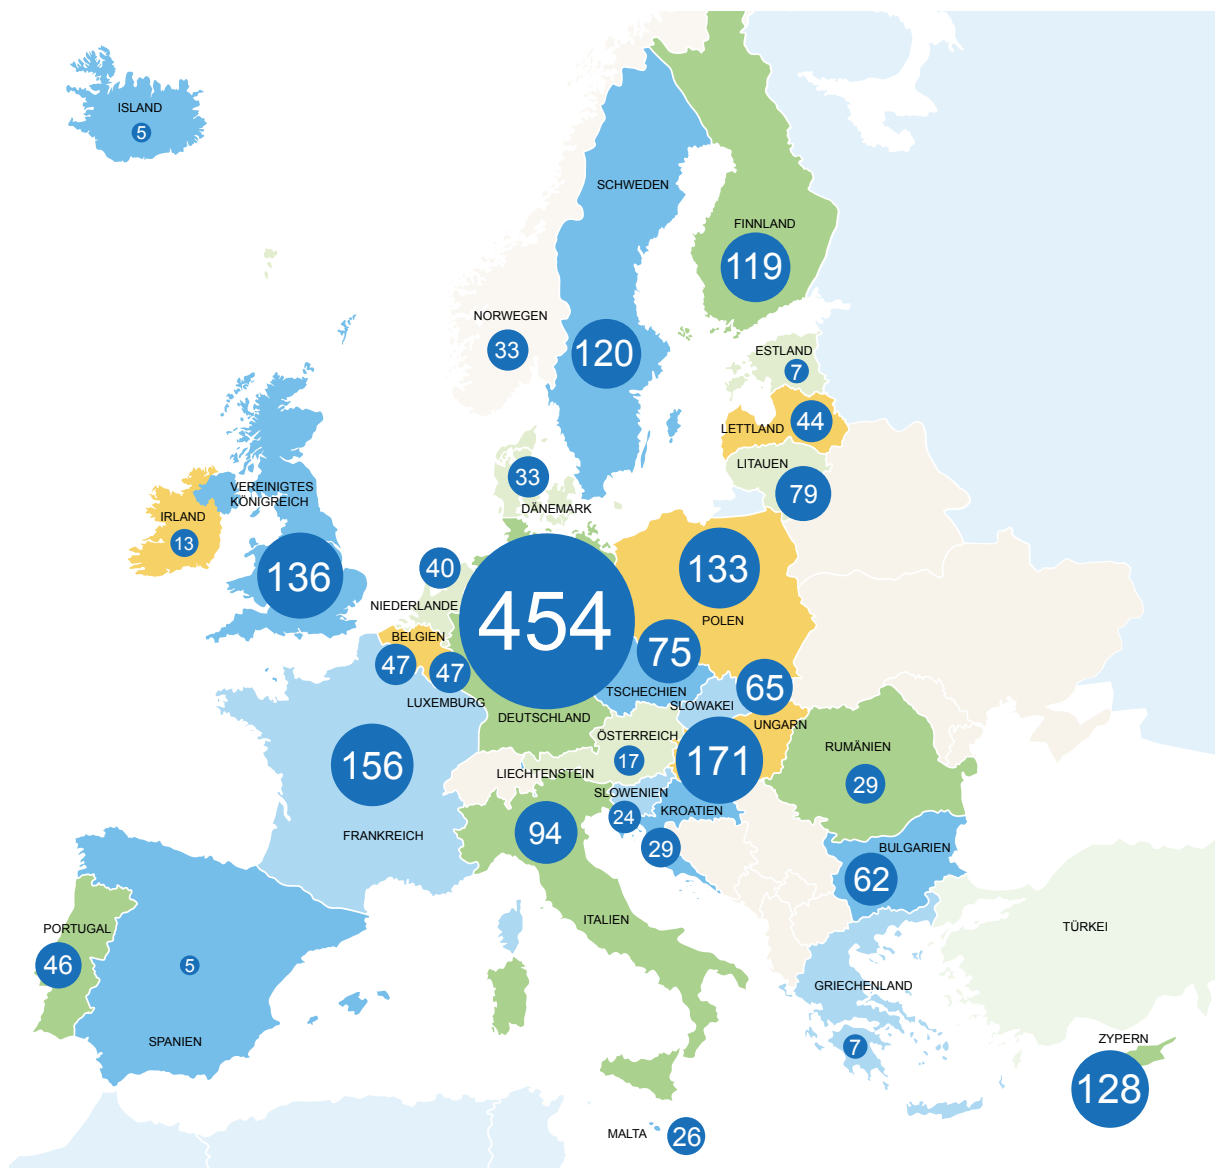 ISLAND
5
SCHWEDEN
FINNLAND
119
NORWEGEN
33
120
ESTLAND
7
LETTLAND
44
LITAUEN
79
33
DÄNEMARK
VEREINIGTES
KÖNIGREICH
136
IRLAND
13
40
NIEDERLANDE
454
DEUTSCHLAND
133
POLEN
BELGIEN
47
47
LUXEMBURG
75
TSCHECHIEN
65
SLOWAKEI
UNGARN
171
ÖSTERREICH
17
LIECHTENSTEIN
156
FRANKREICH
RUMÄNIEN
29
SLOWENIEN
24
KROATIEN
29
94
ITALIEN
BULGARIEN
62
PORTUGAL
46
5
SPANIEN
TÜRKEI
GRIECHENLAND
7
ZYPERN
128
MALTA
26